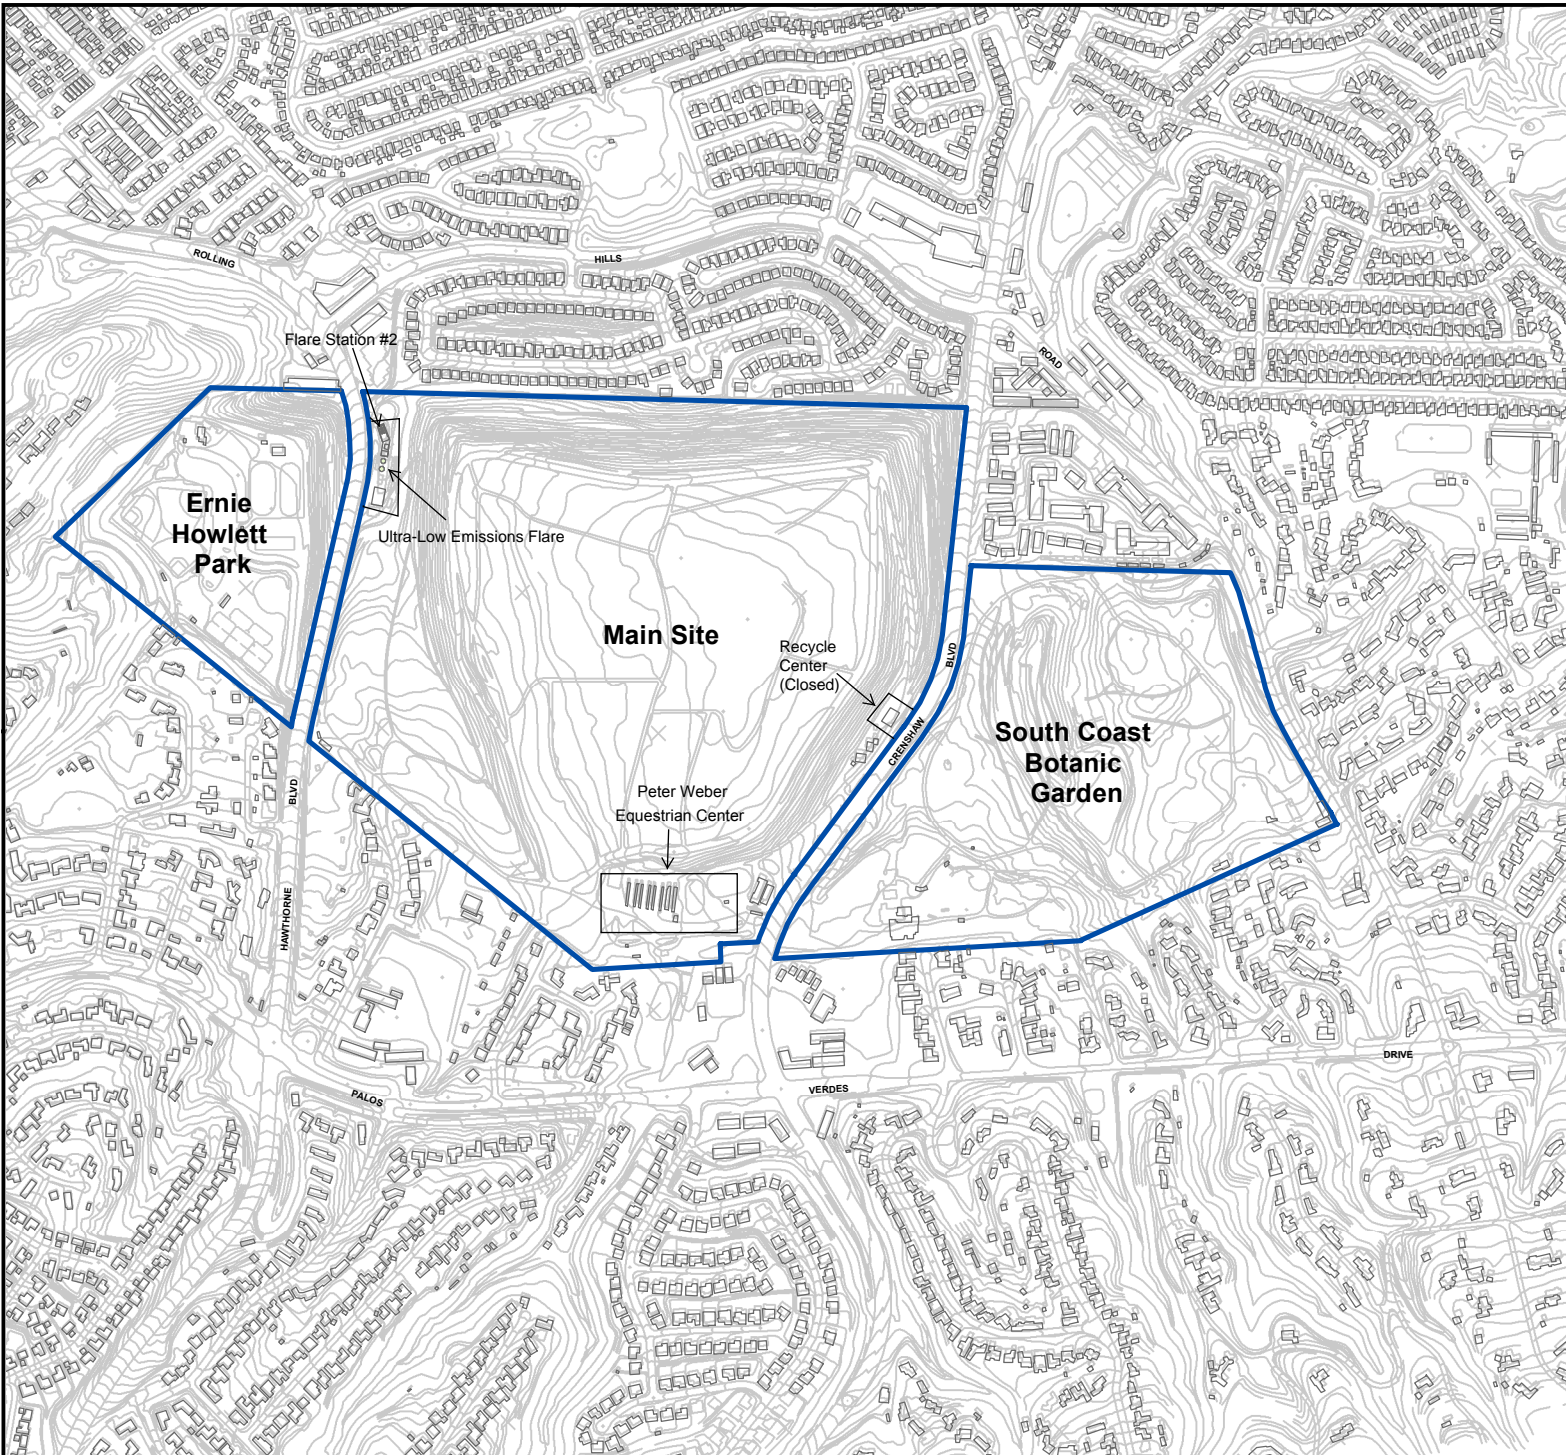 ROLLING
HILLS
ROAD
Flare Station #2
Ultra-Low Emissions Flare
Ernie
Howlett
Park
Main Site
Recycle
Center
(Closed)
BLVD
CRENSHAW
South Coast
Botanic
Garden
Peter Weber
Equestrian Center
BLVD
HAWTHORNE
PALOS
VERDES
DRIVE